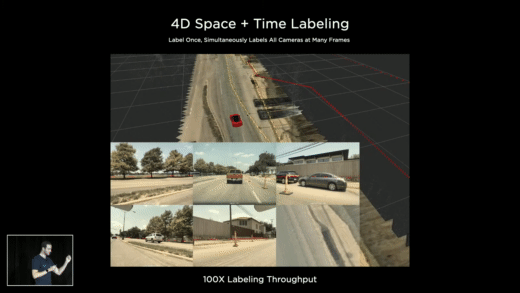 4D Space + Time Labeling
Label Once, Simultaneously Labels All Cameras at Many Frames
100X Labeling Throughput